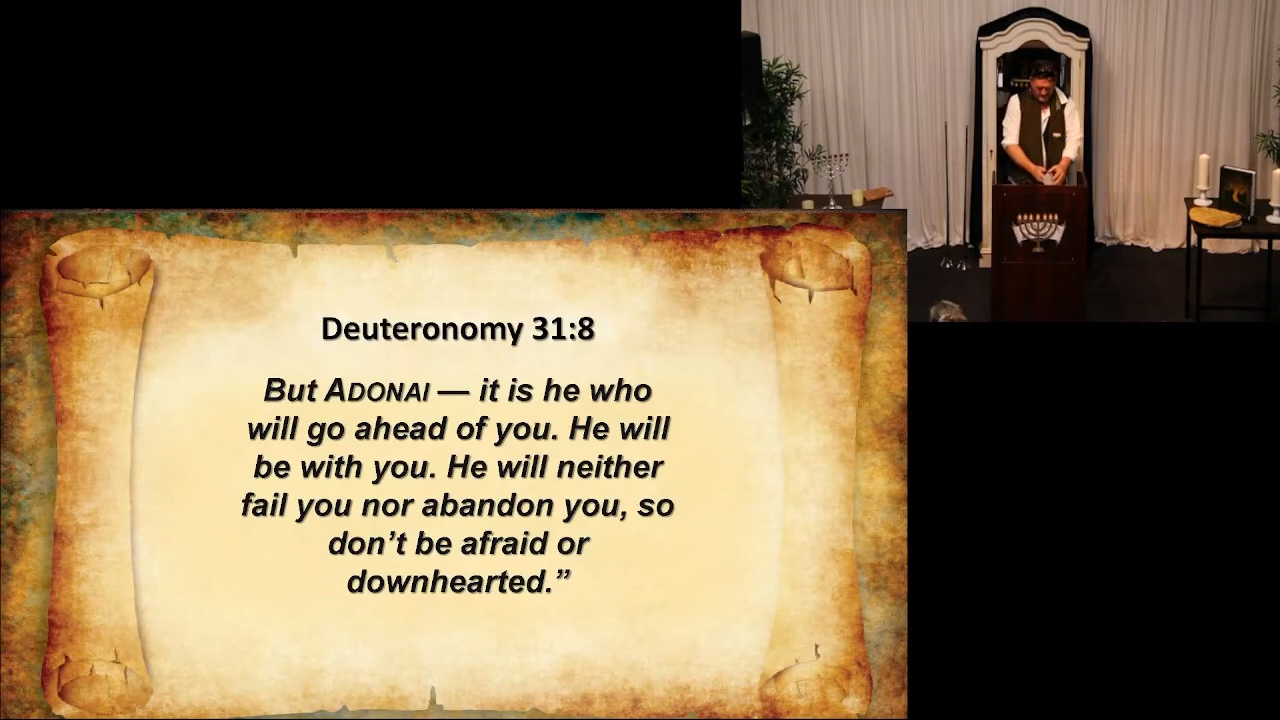 Deuteronomy 31:8
But ADONAI — it is he who
will go ahead of you. He will
be with you. He will neither
fail you nor abandon you, so
don’t be afraid or
downhearted.”